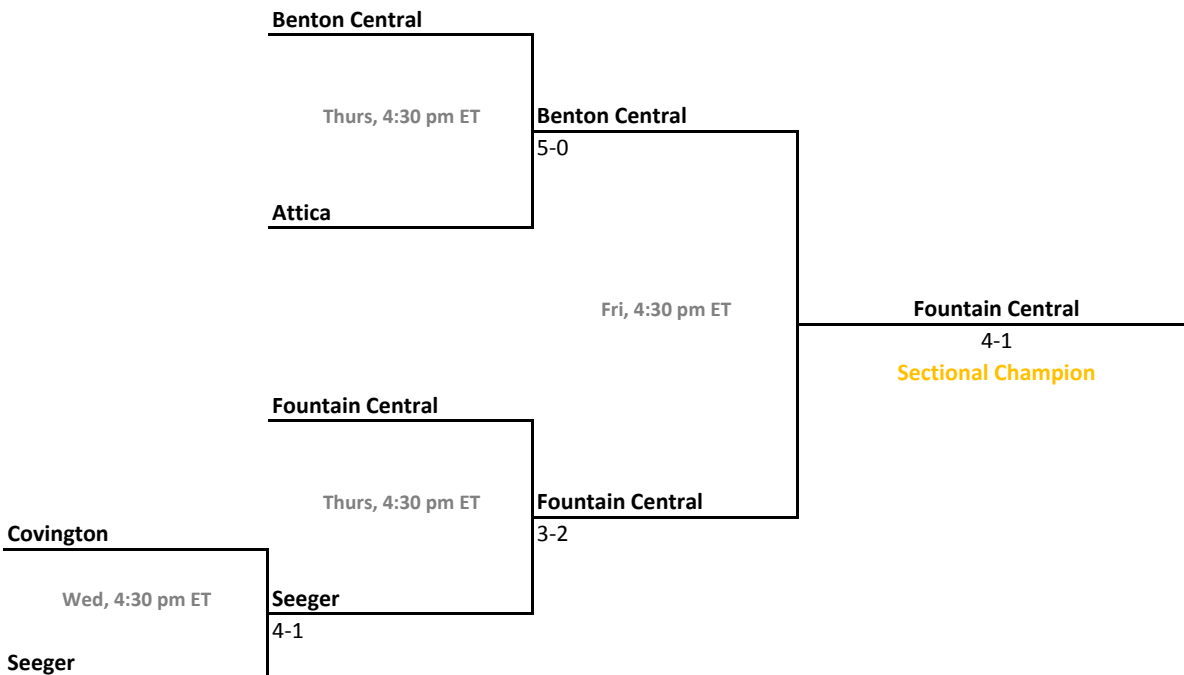 Benton Central
Thurs, 4:30 pm ET
Benton Central
5-0
Attica
Fri, 4:30 pm ET
Fountain Central
4-1
Sectional Champion
Fountain Central
Thurs, 4:30 pm ET
Fountain Central
3-2
Covington
Wed, 4:30 pm ET
Seeger
4-1
Seeger